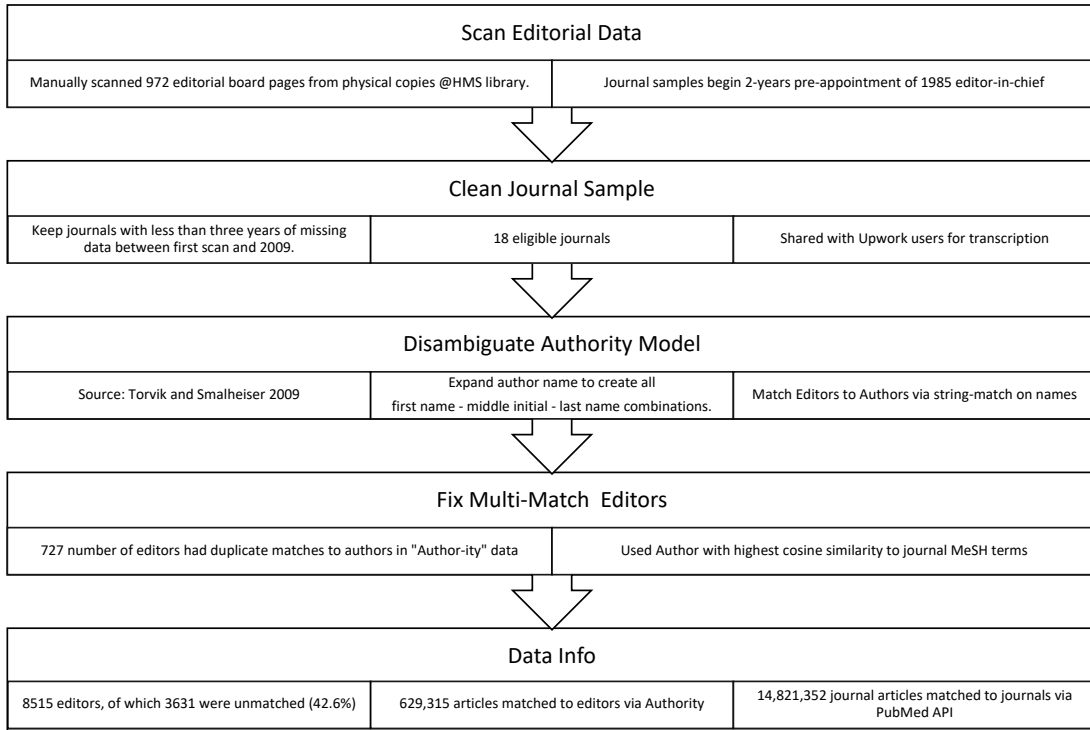 Scan Editorial Data
Manually scanned 972 editorial board pages from physical copies @HMS library.
Journal samples begin 2-years pre-appointment of 1985 editor-in-chief
Clean Journal Sample
Keep journals with less than three years of missing
data between first scan and 2009.
18 eligible journals
Shared with Upwork users for transcription
Disambiguate Authority Model
Source: Torvik and Smalheiser 2009
Expand author name to create all
first name - middle initial - last name combinations.
Match Editors to Authors via string-match on names
Fix Multi-Match Editors
727 number of editors had duplicate matches to authors in "Author-ity" data
Used Author with highest cosine similarity to journal MeSH terms
Data Info
8515 editors, of which 3631 were unmatched (42.6%)
629,315 articles matched to editors via Authority
14,821,352 journal articles matched to journals via
PubMed API